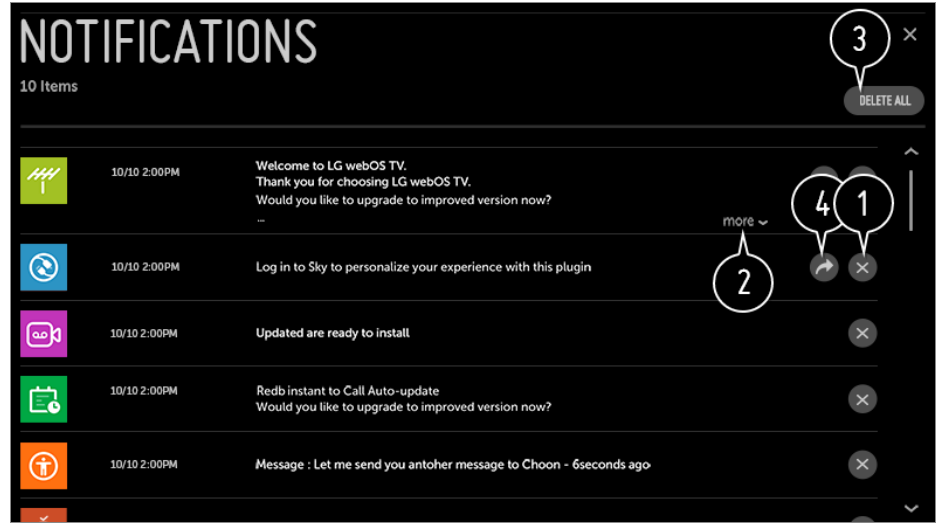 NOTIFICATIONS
10 Items
3
DELETE ALL
10/10 2:00PM
Welcome to LG webOS TV.
Thank you for choosing LG webOS TV.
Would you like to upgrade to improved version now?
...
more
4
1
2
10/10 2:00PM
Log in to Sky to personalize your experience with this plugin
10/10 2:00PM
Updated are ready to install
10/10 2:00PM
Redb instant to Call Auto-update
Would you like to upgrade to improved version now?
10/10 2:00PM
Message : Let me send you antoher message to Choon - 6seconds ago